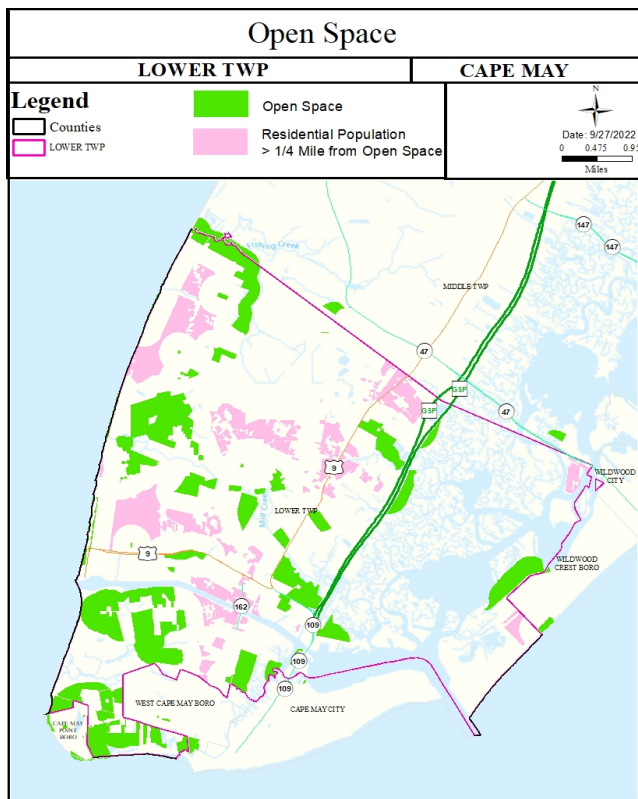 Open Space
LOWER TWP
CAPE MAY
Legend
Counties
LOWER TWP
Open Space
Residential Population
> 1/4 Mile from Open Space
N
Date: 9/27/2022
0 0.475 0.95
Miles
147
147
Fishing Creek
MIDDLE TWP
47
GSP
GSP
47
9
WILDWOOD
CITY
Mill Creek
LOWER TWP
9
WILDWOOD
CREST BORO
162
109
109
109
WEST CAPE MAY BORO
CAPE MAY CITY
CAPE MAY
POINT
BORO